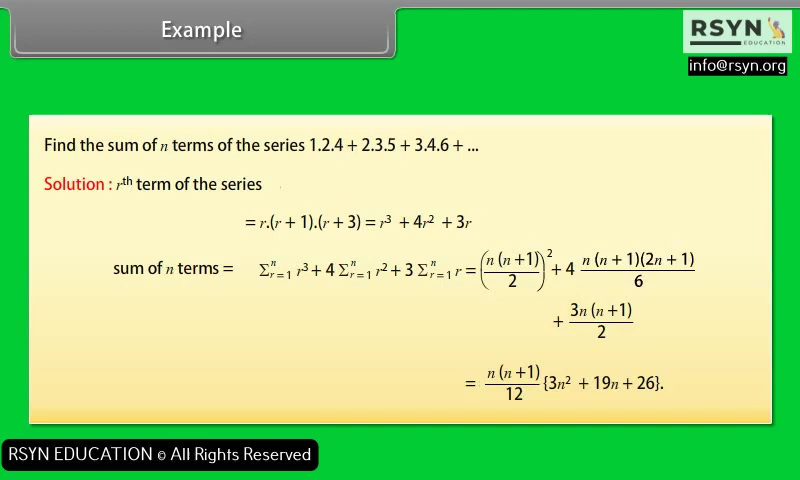 Example
RSYN
EDUCATION
info@rsyn.org
Find the sum of n terms of the series 1.2.4 + 2.3.5 + 3.4.6 + ...
Solution : rth term of the series
= r.(r + 1).(r + 3) = r³ + 4r² + 3r
sum of n terms = Σⁿᵣ₌₁ r³ + 4 Σⁿᵣ₌₁ r² + 3 Σⁿᵣ₌₁ r = (n (n +1)/2)² + 4 n (n + 1)(2n + 1)/6
+ 3n (n +1)/2
= n (n +1)/12 {3n² + 19n + 26}.
RSYN EDUCATION © All Rights Reserved